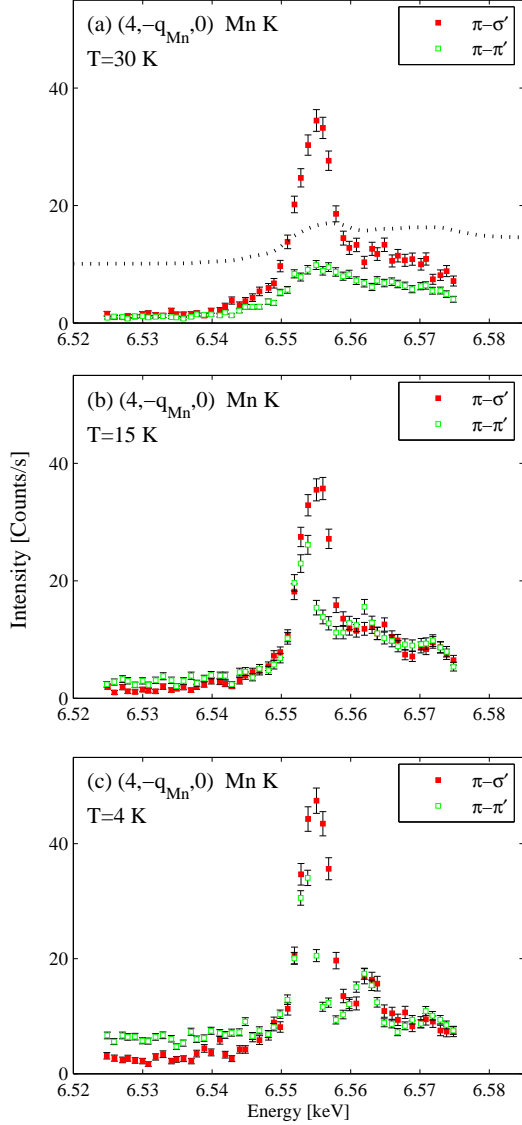 (a) (4,−q_Mn,0) Mn K
T=30 K
π−σ′
π−π′
40
20
0
6.52 6.53 6.54 6.55 6.56 6.57 6.58
(b) (4,−q_Mn,0) Mn K
T=15 K
π−σ′
π−π′
40
20
0
6.52 6.53 6.54 6.55 6.56 6.57 6.58
Intensity [Counts/s]
(c) (4,−q_Mn,0) Mn K
T=4 K
π−σ′
π−π′
40
20
0
6.52 6.53 6.54 6.55 6.56 6.57 6.58
Energy [keV]